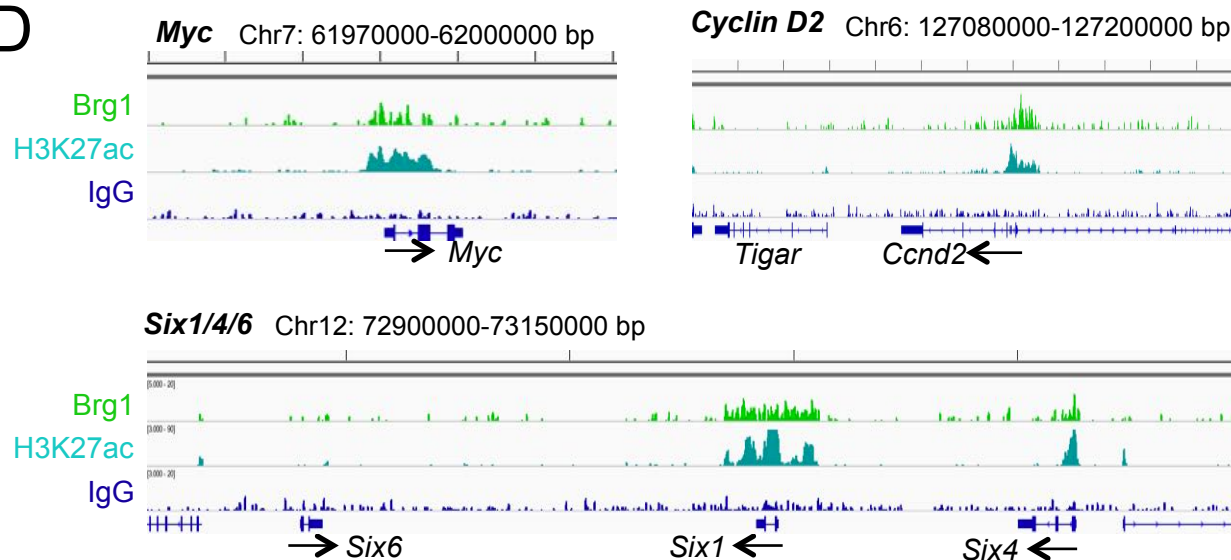 D
Myc Chr7: 61970000-62000000 bp
Cyclin D2 Chr6: 127080000-127200000 bp
Brg1
H3K27ac
IgG
Myc
Tigar Ccnd2
Six1/4/6 Chr12: 72900000-73150000 bp
Brg1
H3K27ac
IgG
Six6 Six1 Six4